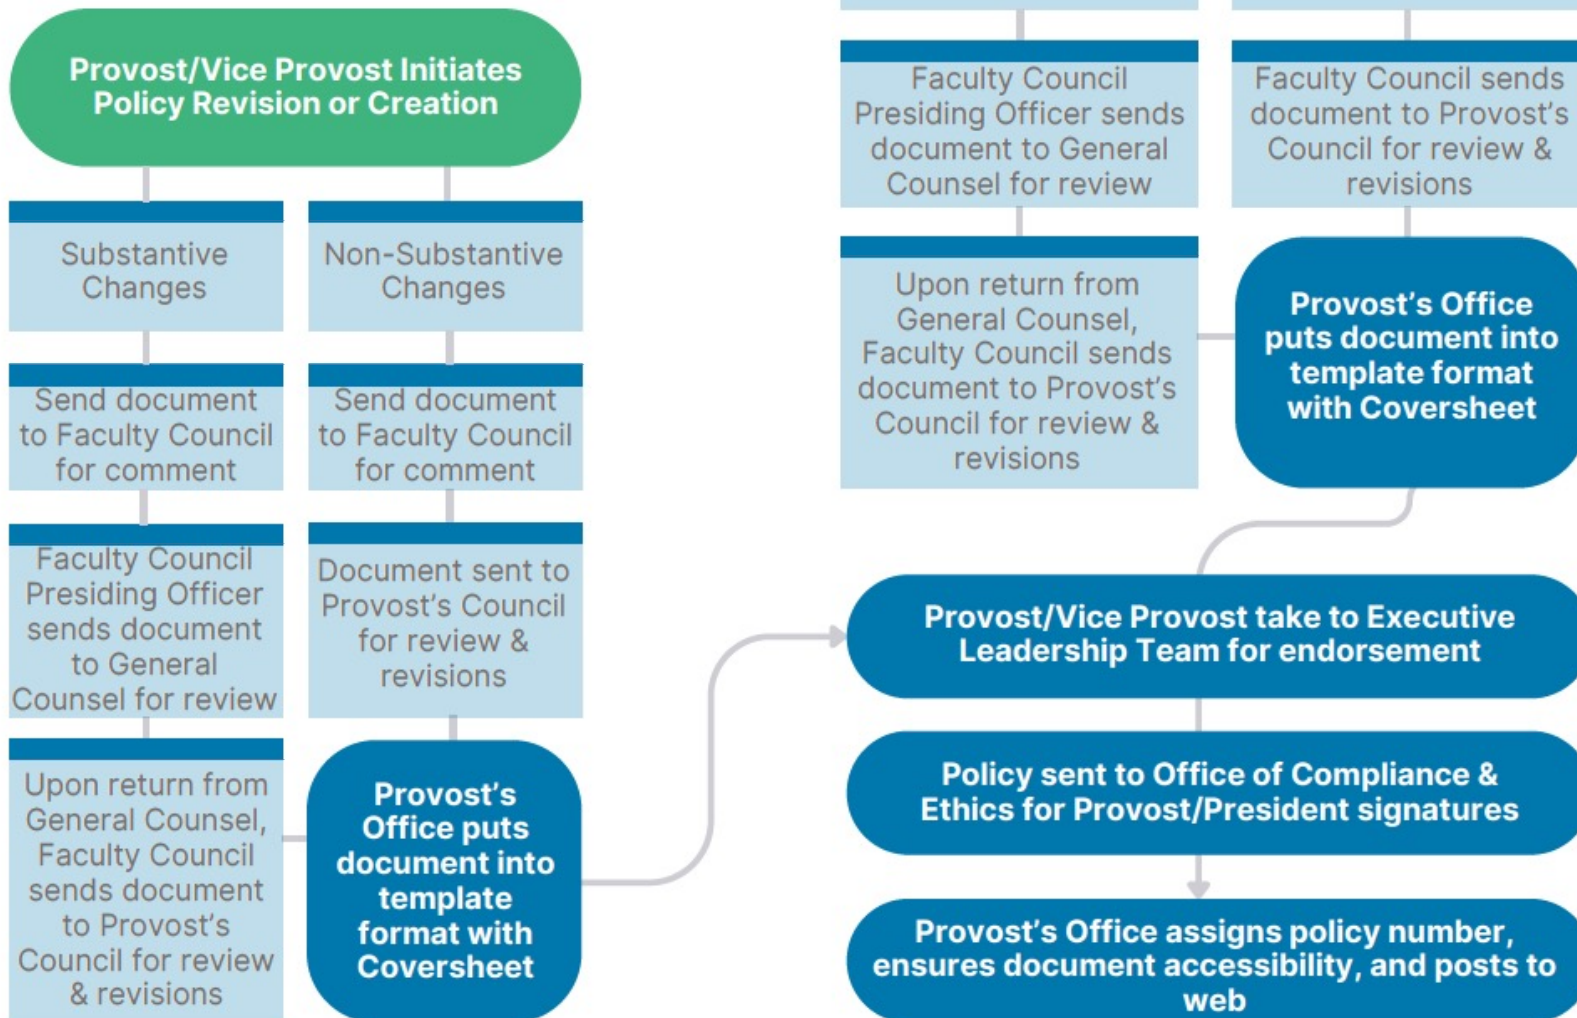 Provost/Vice Provost Initiates
Policy Revision or Creation
Substantive
Changes
Non-Substantive
Changes
Send document
to Faculty Council
for comment
Send document
to Faculty Council
for comment
Faculty Council
Presiding Officer
sends document
to General
Counsel for review
Document sent to
Provost’s Council
for review &
revisions
Upon return from
General Counsel,
Faculty Council
sends document
to Provost’s
Council for review
& revisions
Provost’s
Office puts
document into
template
format with
Coversheet
Faculty Council
Presiding Officer sends
document to General
Counsel for review
Faculty Council sends
document to Provost’s
Council for review &
revisions
Upon return from
General Counsel,
Faculty Council sends
document to Provost’s
Council for review &
revisions
Provost’s Office
puts document into
template format
with Coversheet
Provost/Vice Provost take to Executive
Leadership Team for endorsement
Policy sent to Office of Compliance &
Ethics for Provost/President signatures
Provost’s Office assigns policy number,
ensures document accessibility, and posts to
web